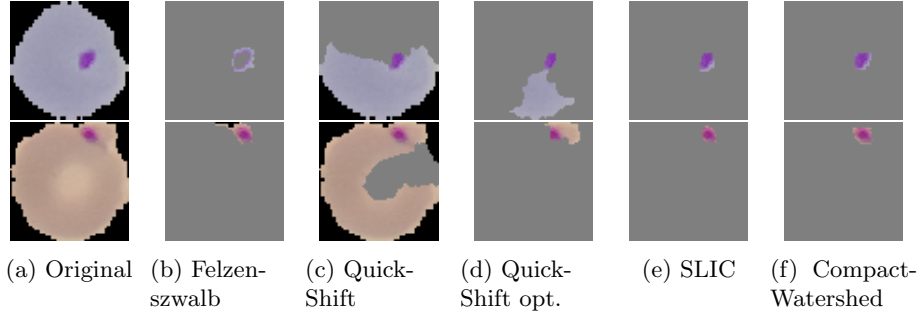 (a) Original (b) Felzen- (c) Quick- (d) Quick- (e) SLIC (f) Compact-
szwalb Shift Shift opt. Watershed